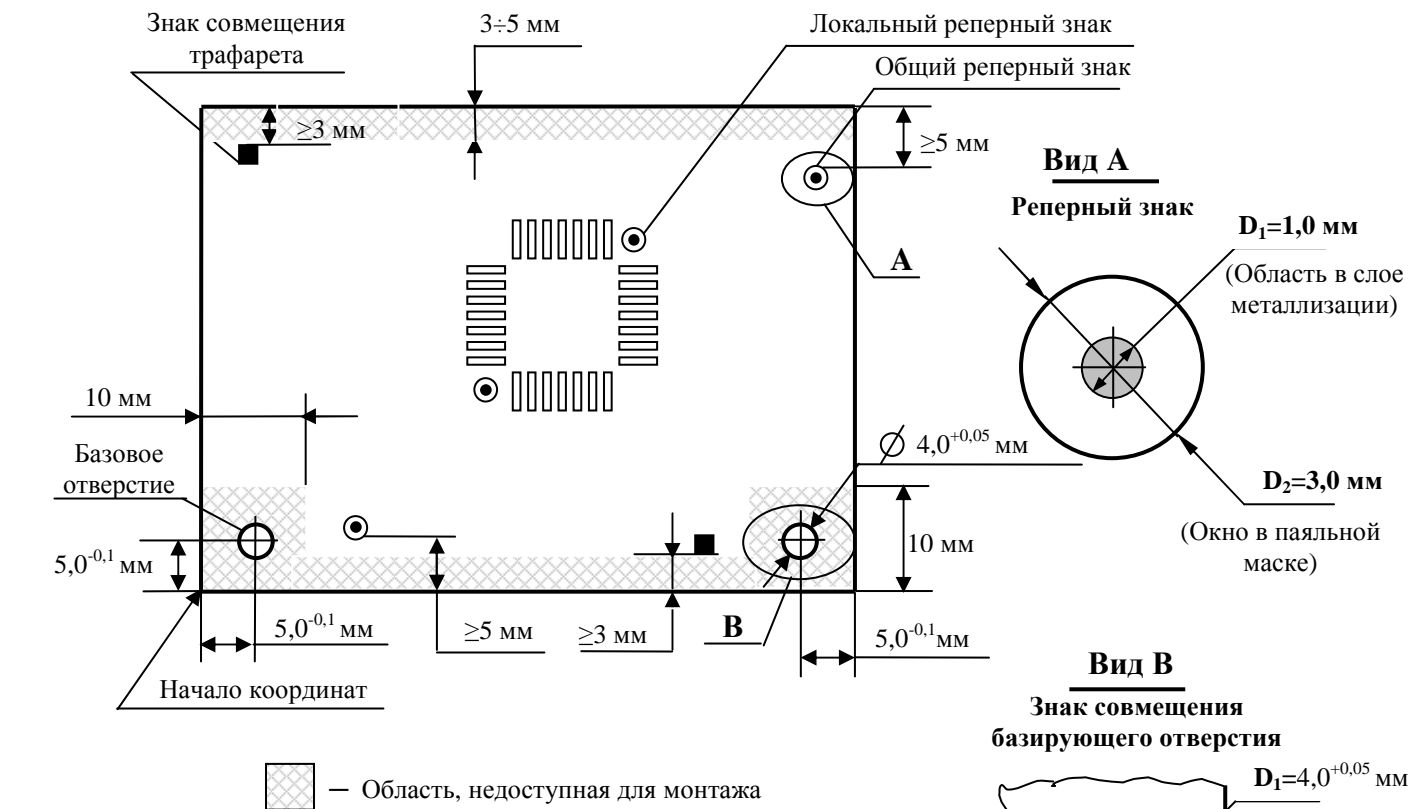 Знак совмещения
трафарета
3÷5 мм
Локальный реперный знак
Общий реперный знак
≥3 мм
≥5 мм
Вид А
Реперный знак
D₁=1,0 мм
(Область в слое
металлизации)
А
10 мм
Базовое
отверстие
4,0⁺⁰,⁰⁵ мм
D₂=3,0 мм
(Окно в паяльной
маске)
10 мм
5,0⁻⁰,¹ мм
5,0⁻⁰,¹ мм
≥5 мм
≥3 мм
В
5,0⁻⁰,¹мм
Начало координат
Вид В
Знак совмещения
базирующего отверстия
D₁=4,0⁺⁰,⁰⁵ мм
– Область, недоступная для монтажа